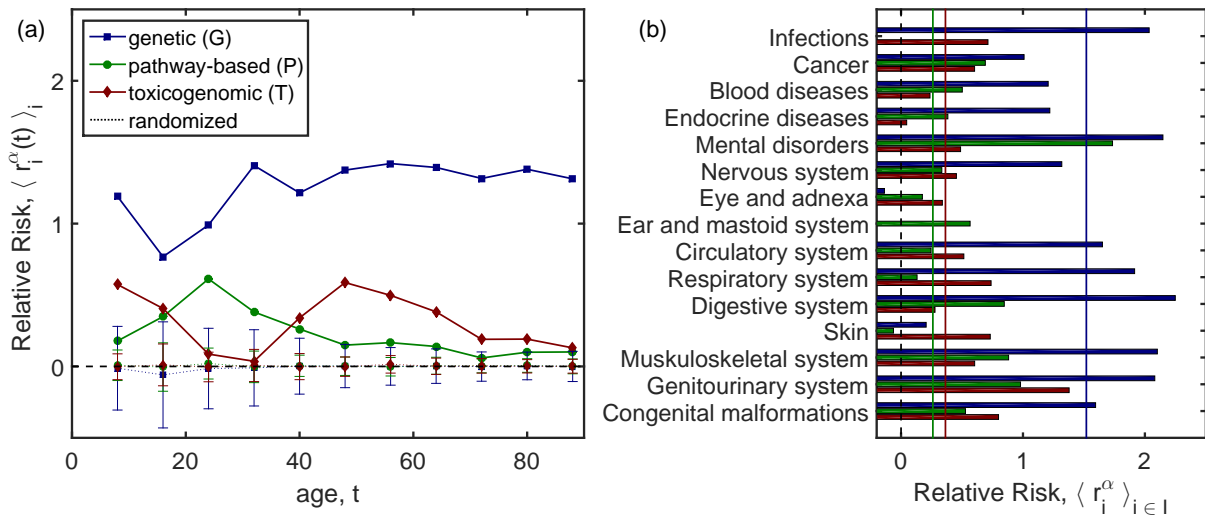 (a)
genetic (G)
pathway-based (P)
toxicogenomic (T)
randomized
Relative Risk, ⟨ r_i^α(t) ⟩_i
2
1
0
0 20 40 60 80
age, t
(b)
Infections
Cancer
Blood diseases
Endocrine diseases
Mental disorders
Nervous system
Eye and adnexa
Ear and mastoid system
Circulatory system
Respiratory system
Digestive system
Skin
Muskuloskeletal system
Genitourinary system
Congenital malformations
0 1 2
Relative Risk, ⟨ r_i^α ⟩_{i ∈ I}